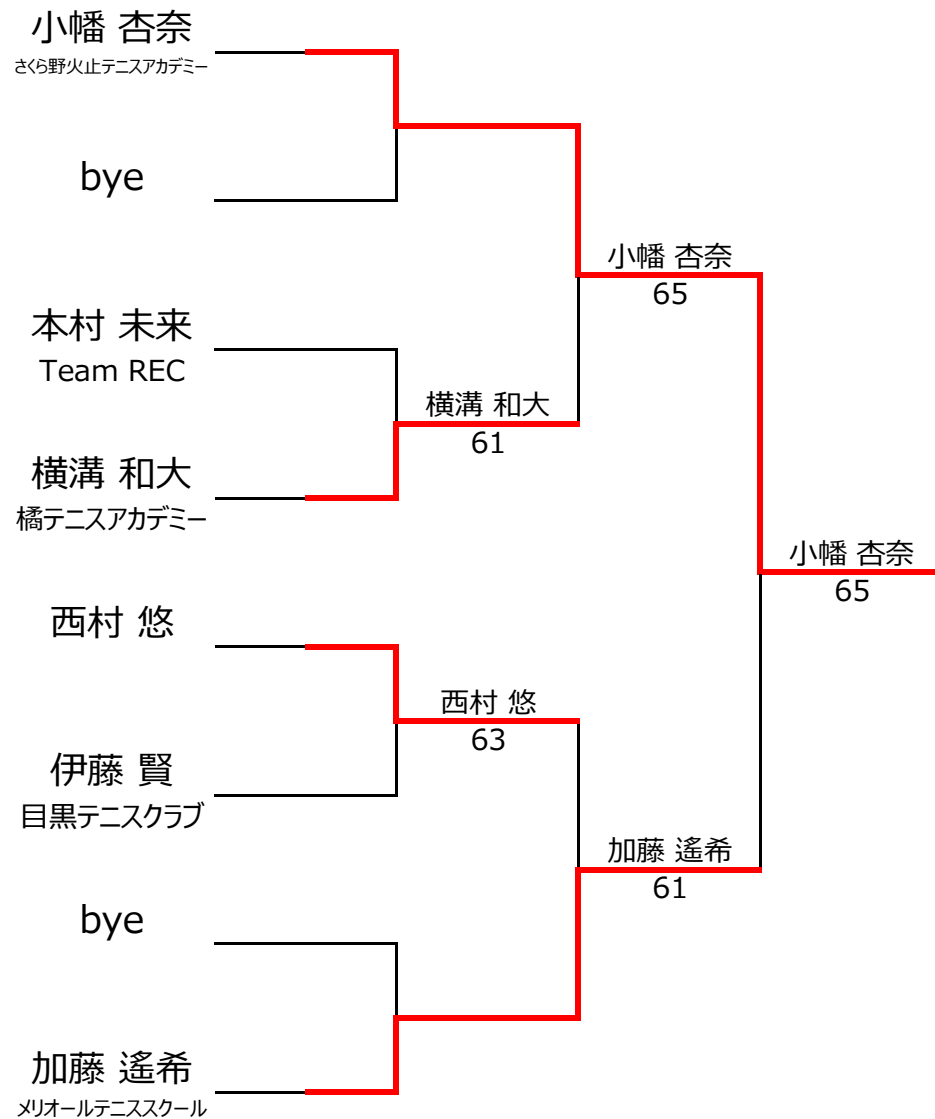 小幡 杏奈
さくら野火止テニスアカデミー
bye
本村 未来
Team REC
横溝 和大
橘テニスアカデミー
西村 悠
伊藤 賢
目黒テニスクラブ
bye
加藤 遙希
メリオールテニススクール
横溝 和大
61
西村 悠
63
小幡 杏奈
65
加藤 遙希
61
小幡 杏奈
65